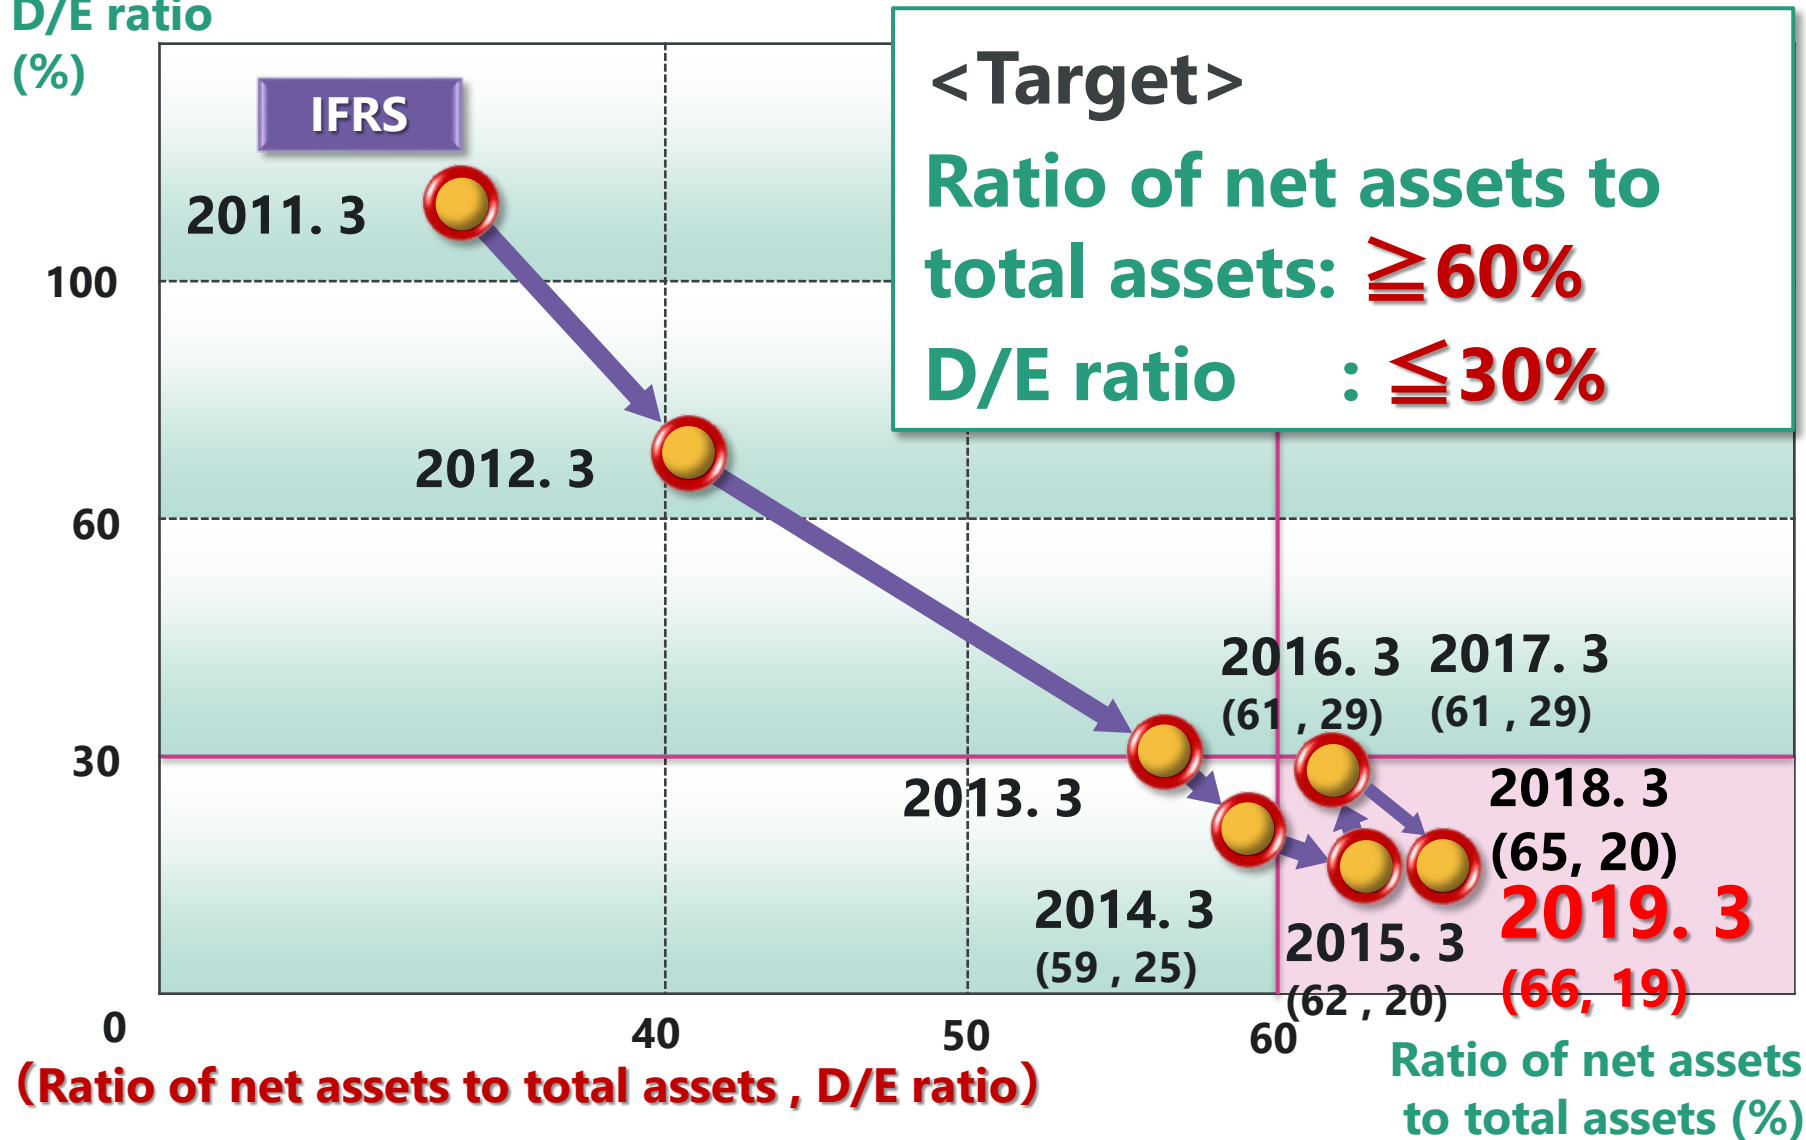 D/E ratio
(%)
IFRS
<Target>
Ratio of net assets to
total assets: ≧60%
D/E ratio : ≦30%
2011. 3
100
2012. 3
60
2016. 3
(61 , 29)
2017. 3
(61 , 29)
30
2013. 3
2018. 3
(65, 20)
2014. 3
(59 , 25)
2015. 3
(62 , 20)
2019. 3
(66, 19)
0
40
50
60
（Ratio of net assets to total assets , D/E ratio）
Ratio of net assets
to total assets (%)